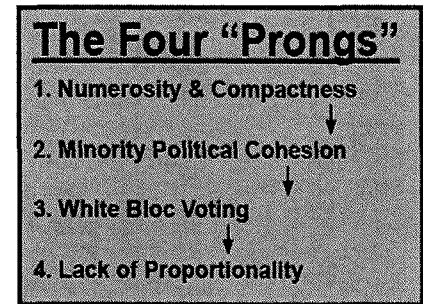 The Four “Prongs”
1. Numerosity & Compactness
2. Minority Political Cohesion
3. White Bloc Voting
4. Lack of Proportionality